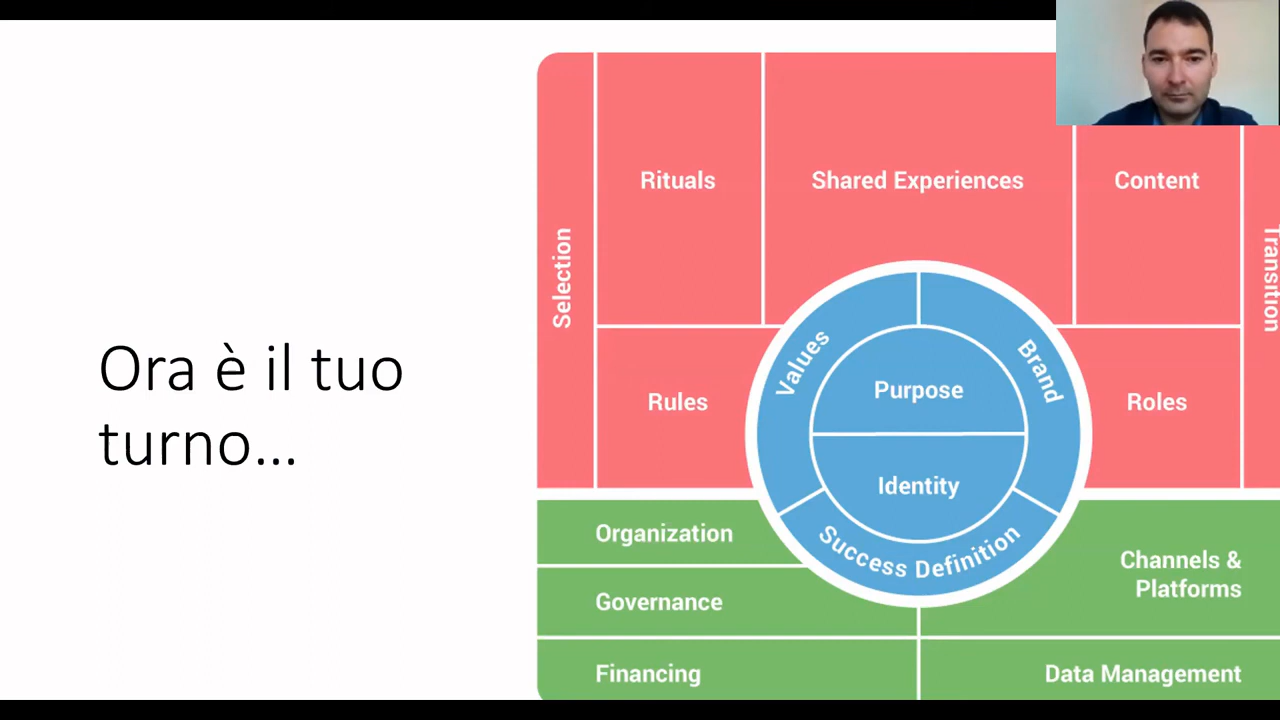 Ora è il tuo
turno...
Selection
Rituals
Shared Experiences
Content
Transition
Rules
Roles
Values
Brand
Purpose
Identity
Success Definition
Organization
Governance
Financing
Channels &
Platforms
Data Management